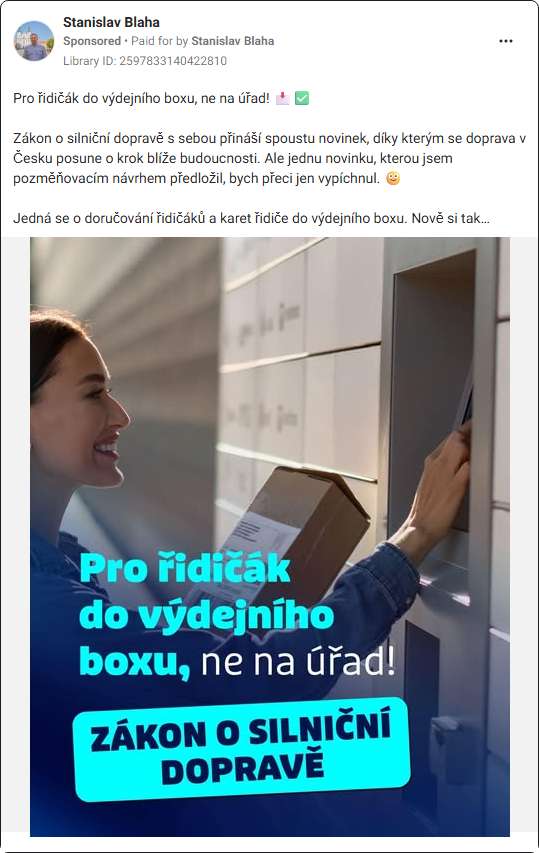 Stanislav Blaha
Sponsored • Paid for by Stanislav Blaha
Library ID: 2597833140422810
Pro řidičák do výdejního boxu, ne na úřad! 📩 ✅
Zákon o silniční dopravě s sebou přináší spoustu novinek, díky kterým se doprava v
Česku posune o krok blíže budoucnosti. Ale jednu novinku, kterou jsem
pozměňovacím návrhem předložil, bych přeci jen vypíchnul. 😀
Jedná se o doručování řidičáků a karet řidiče do výdejního boxu. Nově si tak...
Pro řidičák
do výdejního
boxu, ne na úřad!
ZÁKON O SILNIČNÍ
DOPRAVĚ